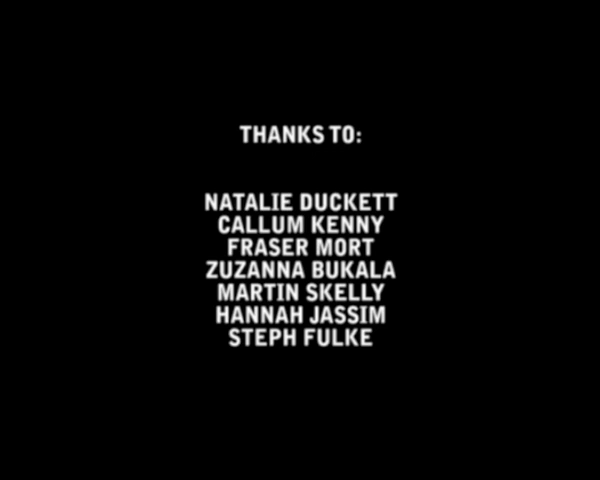 THANKS TO:
NATALIE DUCKETT
CALLUM KENNY
FRASER MORT
ZUZANNA BUKALA
MARTIN SKELLY
HANNAH JASSIM
STEPH FULKE